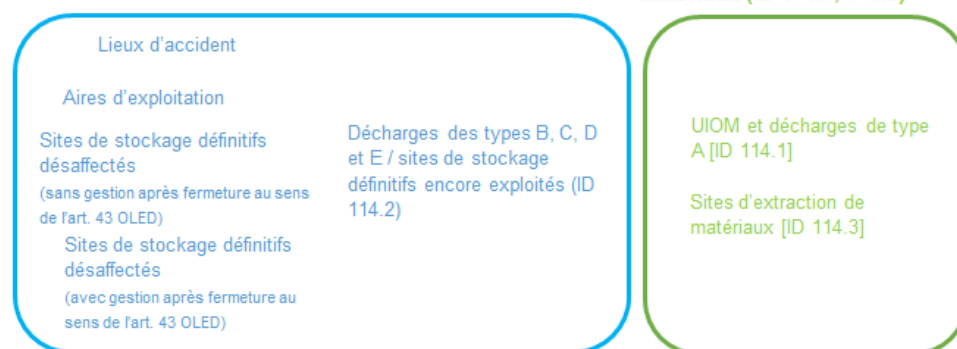 Lieux d'accident
Aires d'exploitation
Sites de stockage définitifs
désaffectés
(sans gestion après fermeture au sens
de l'art. 43 OLED)
Sites de stockage définitifs
désaffectés
(avec gestion après fermeture au
sens de l'art. 43 OLED)
Décharges des types B, C, D
et E / sites de stockage
définitifs encore exploités (ID
114.2)
UIOM et décharges de type
A [ID 114.1]
Sites d'extraction de
matériaux [ID 114.3]